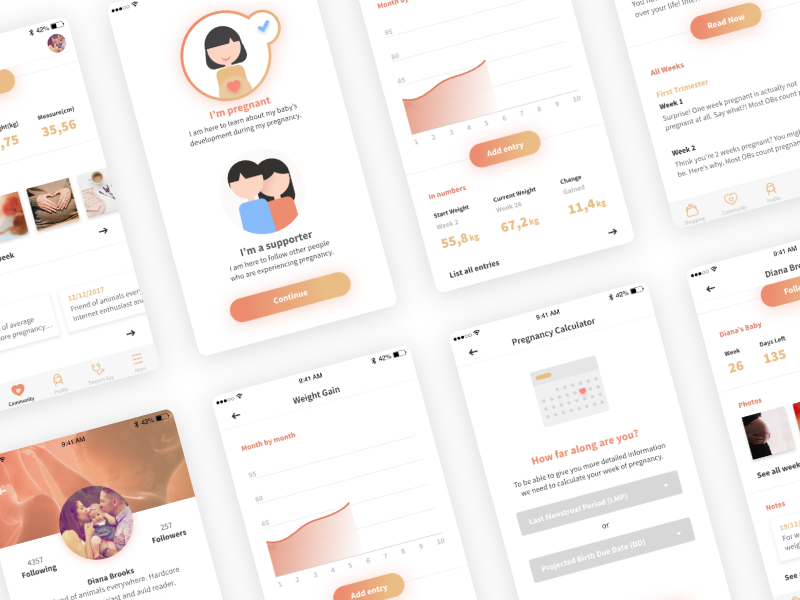 42%
ght(kg)
,75
Measure(cm)
35,56
week
of average
ore pregnancy…
12/12/2017
Friend of animals every
internet enthusiast and
Community
Profile
Doctors Say
More
I'm pregnant
I am here to learn about my baby's
development during my pregnancy.
I'm a supporter
I am here to follow other people
who are experiencing pregnancy.
Continue
Month by
95
80
65
1 2 3 4 5 6 7 8 9 10
Add entry
In numbers
Start Weight
Week 2
55,8 kg
Current Weight
Week 26
67,2 kg
Change
Gained
11,4 kg
List all entries
over your life!
Read Now
All Weeks
First Trimester
Week 1
Surprise! One week pregnant is actually not
pregnant at all. Say what?! Most OBs count p
Week 2
Think you're 2 weeks pregnant? You migh
be. Here's why. Most OBs count pregnan
Shopping
Community
Profile
9:41 AM
42%
4357
Following
257
Followers
Diana Brooks
end of animals everywhere. Hardcore
iast and avid reader.
9:41 AM
42%
Weight Gain
Month by month
95
80
65
1 2 3 4 5 6 7 8 9 10
Add entry
9:41 AM
42%
Pregnancy Calculator
How far along are you?
To be able to give you more detailed information
we need to calculate your week of pregnancy.
Last Menstrual Period (LMP)
or
Projected Birth Due Date (DD)
9:41 AM
Diana Bro
Follo
Diana's Baby
Week
26
Days Left
135
Photos
See all week
Notes
19/12/
For w
weigh
See